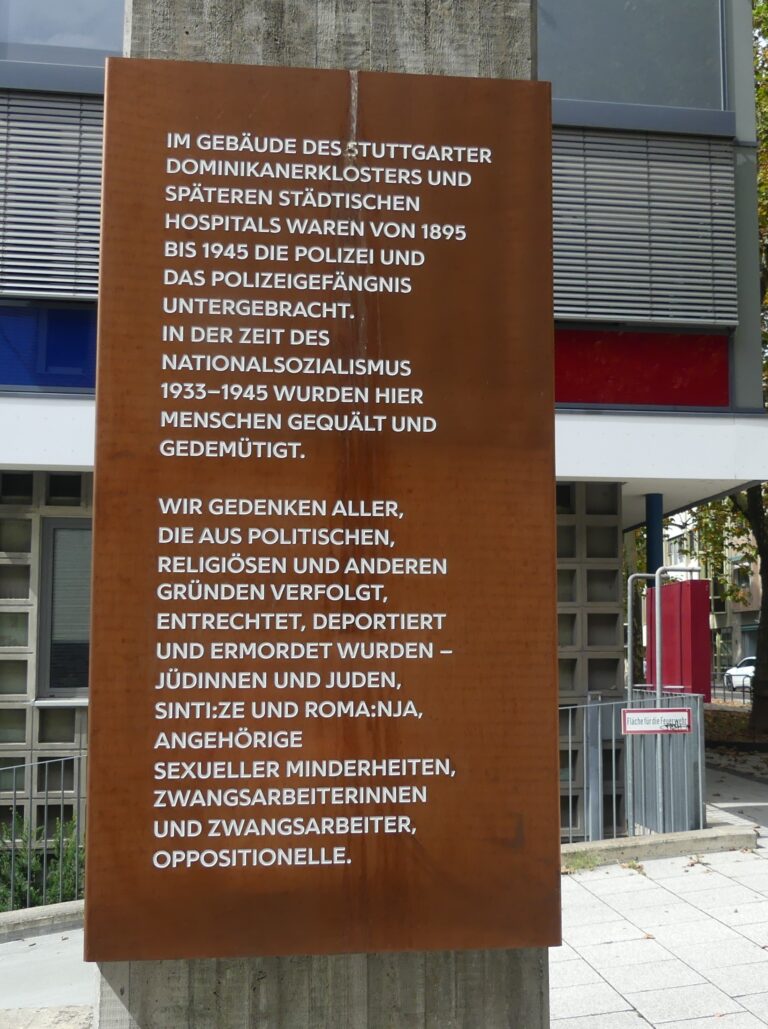 IM GEBÄUDE DES STUTTGARTER
DOMINIKANERKLOSTERS UND
SPÄTEREN STÄDTISCHEN
HOSPITALS WAREN VON 1895
BIS 1945 DIE POLIZEI UND
DAS POLIZEIGEFÄNGNIS
UNTERGEBRACHT.
IN DER ZEIT DES
NATIONALSOZIALISMUS
1933–1945 WURDEN HIER
MENSCHEN GEQUÄLT UND
GEDEMÜTIGT.
WIR GEDENKEN ALLER,
DIE AUS POLITISCHEN,
RELIGIÖSEN UND ANDEREN
GRÜNDEN VERFOLGT,
ENTRECHTET, DEPORTIERT
UND ERMORDET WURDEN –
JÜDINNEN UND JUDEN,
SINTI:ZE UND ROMA:NJA,
ANGEHÖRIGE
SEXUELLER MINDERHEITEN,
ZWANGSARBEITERINNEN
UND ZWANGSARBEITER,
OPPOSITIONELLE.
Fläche für die Feuerwehr